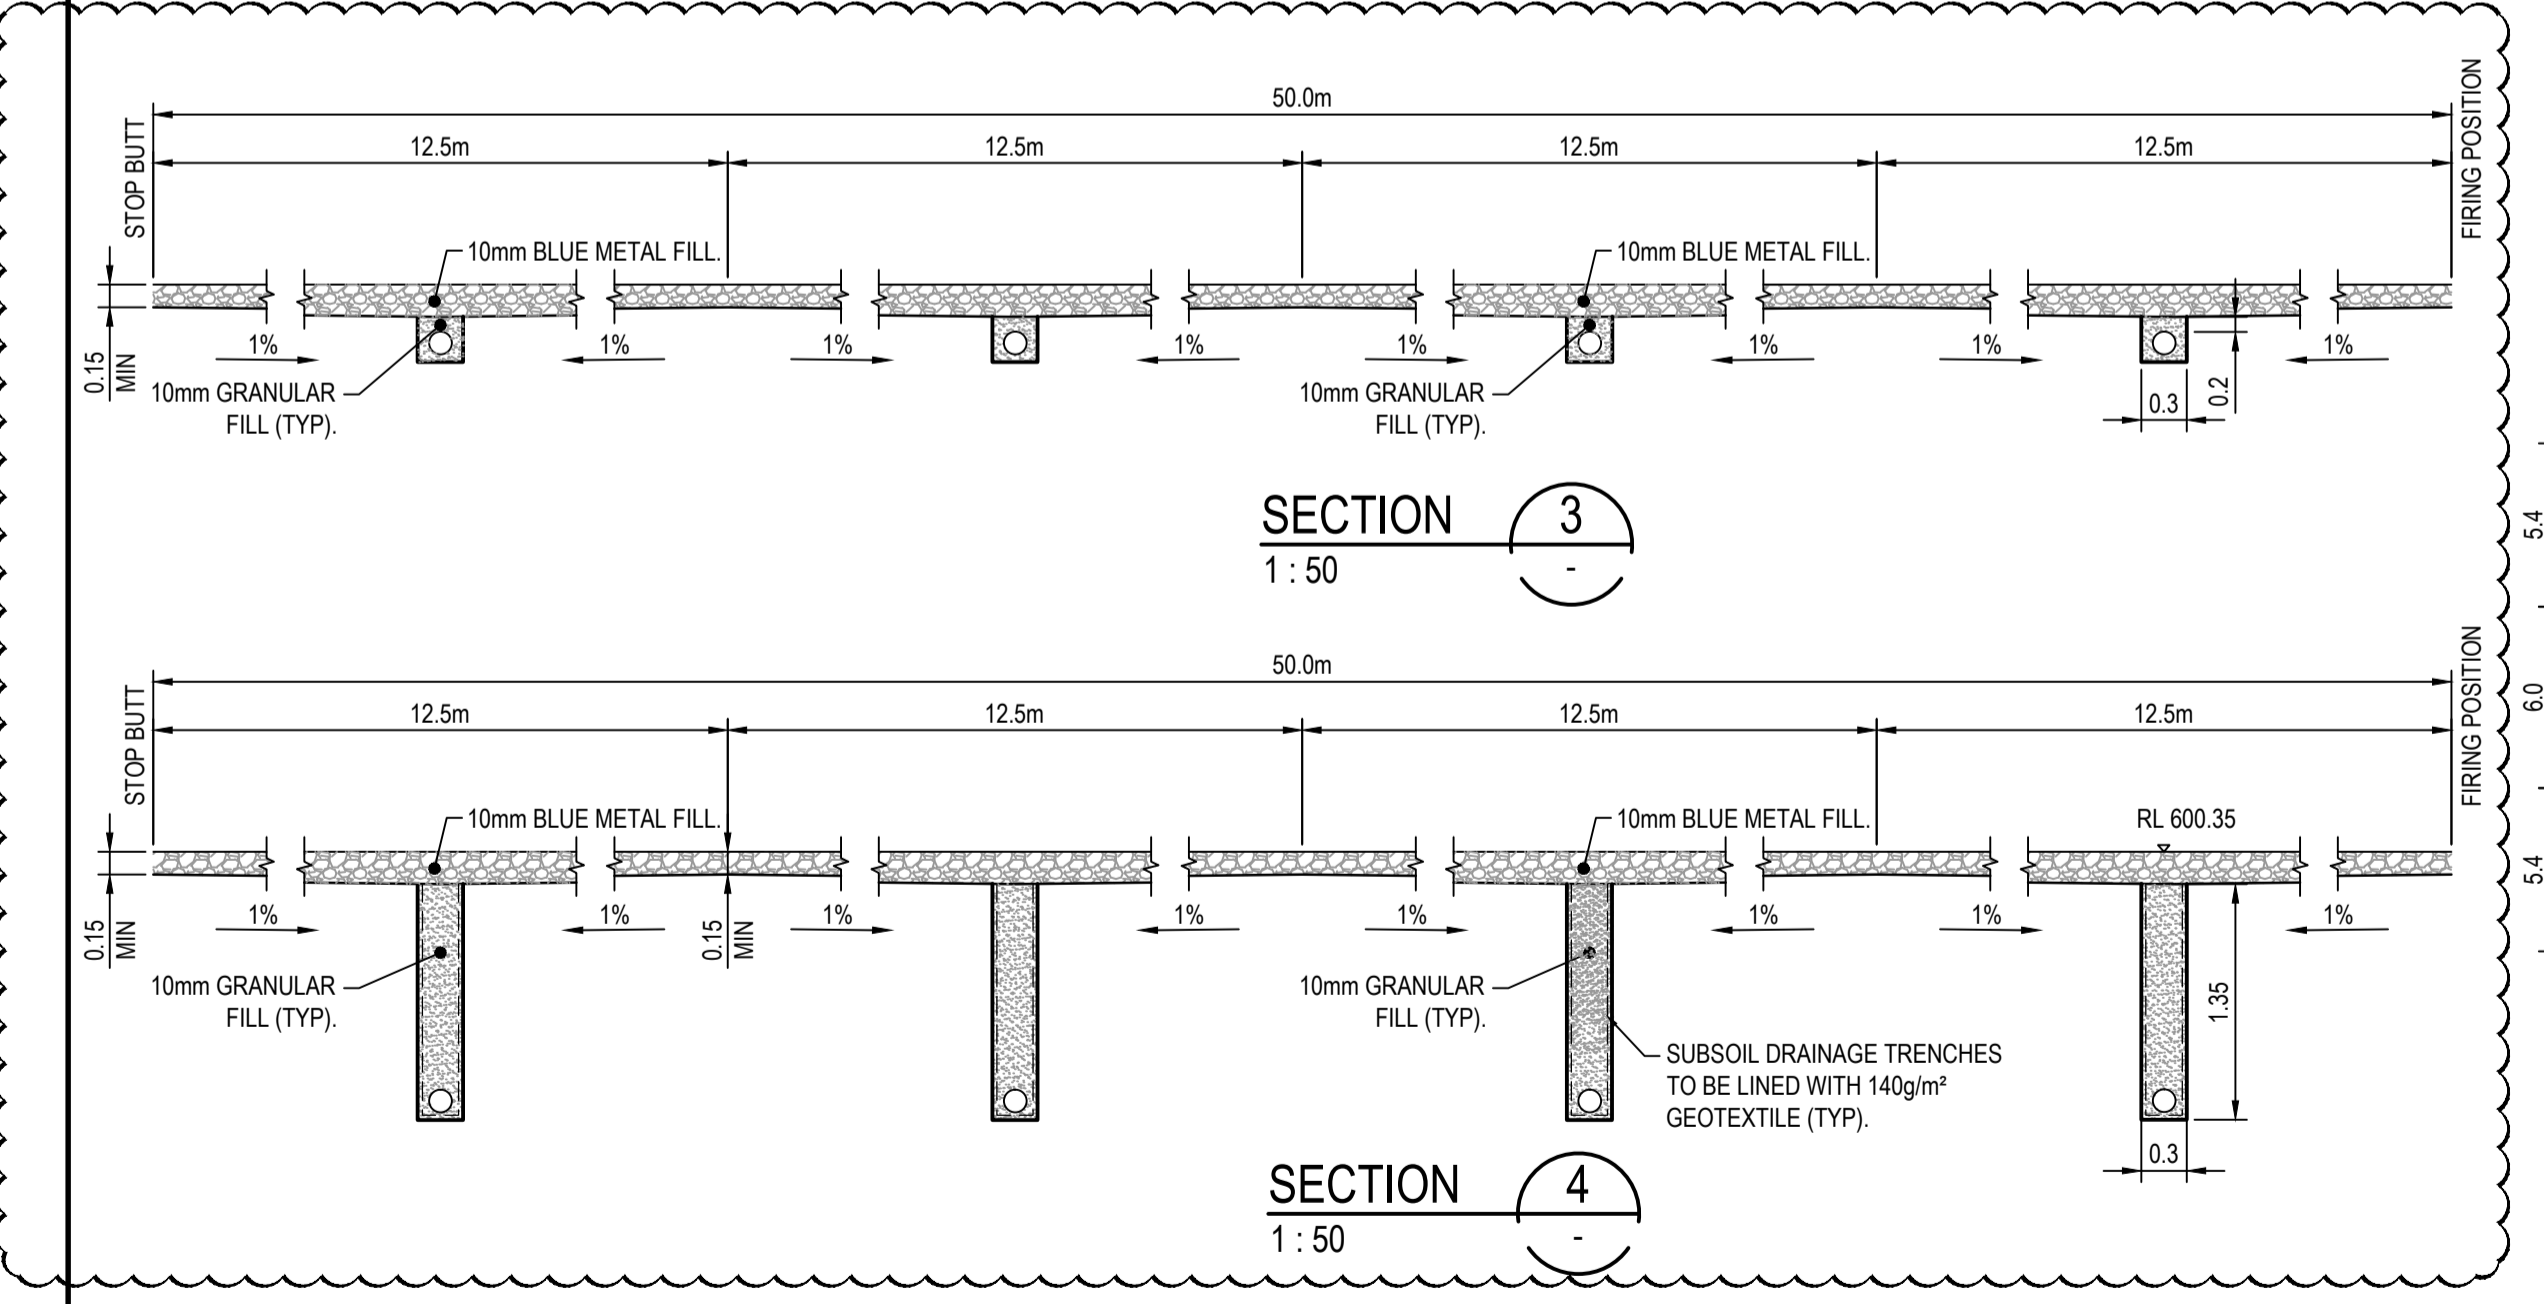 50.0m
12.5m 12.5m 12.5m 12.5m
STOP BUTT
FIRING POSITION
10mm BLUE METAL FILL.
10mm BLUE METAL FILL.
0.15
MIN
1% 1% 1% 1% 1% 1% 1% 1%
10mm GRANULAR
FILL (TYP).
10mm GRANULAR
FILL (TYP).
0.3
0.2
SECTION 3
1 : 50 -
5.4
50.0m
12.5m 12.5m 12.5m 12.5m
STOP BUTT
FIRING POSITION
6.0
10mm BLUE METAL FILL.
10mm BLUE METAL FILL.
RL 600.35
5.4
0.15
MIN
0.15
MIN
1% 1% 1% 1% 1% 1% 1% 1%
10mm GRANULAR
FILL (TYP).
10mm GRANULAR
FILL (TYP).
1.35
SUBSOIL DRAINAGE TRENCHES
TO BE LINED WITH 140g/m²
GEOTEXTILE (TYP).
0.3
SECTION 4
1 : 50 -